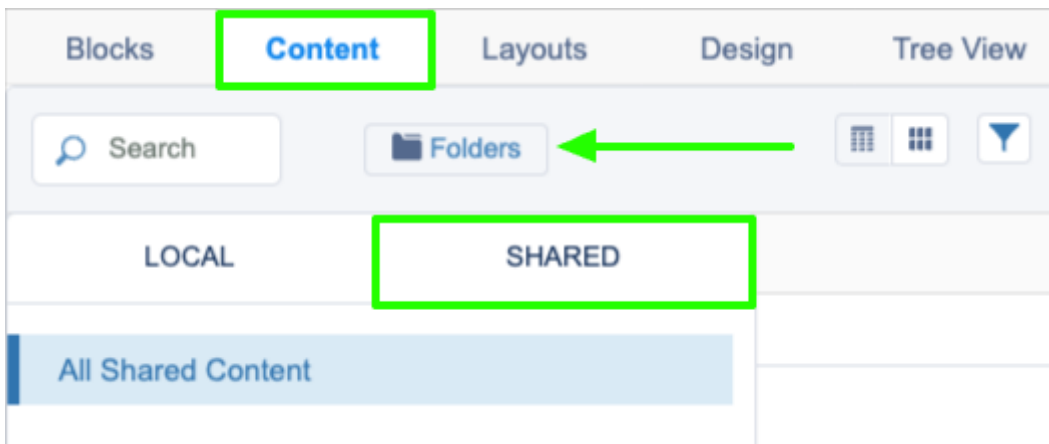 Blocks Content Layouts Design Tree View
Search Folders
LOCAL SHARED
All Shared Content